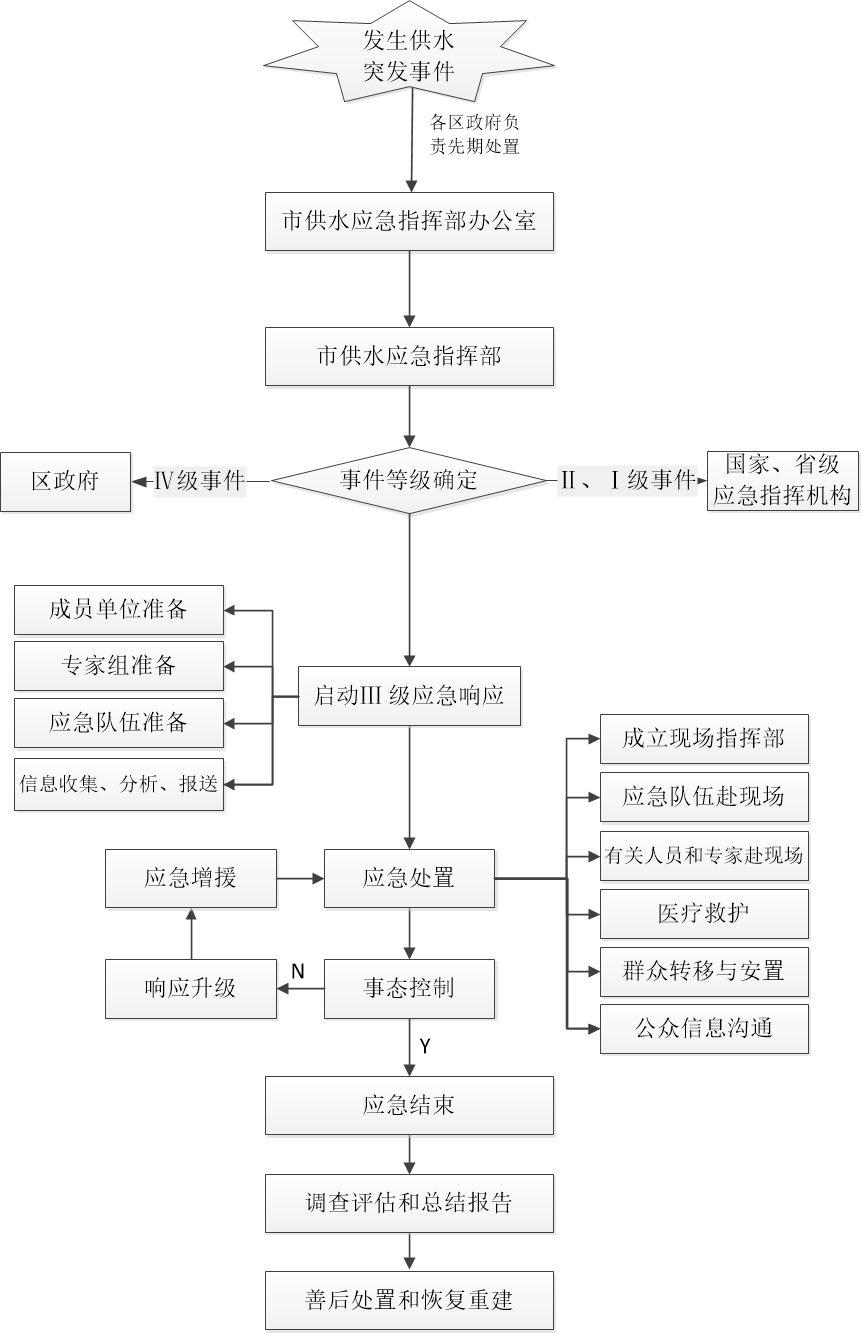 发生供水
突发事件
各区政府负
责先期处置
市供水应急指挥部办公室
市供水应急指挥部
区政府
Ⅳ级事件
事件等级确定
Ⅱ、Ⅰ级事件
国家、省级
应急指挥机构
成员单位准备
专家组准备
应急队伍准备
信息收集、分析、报送
启动Ⅲ级应急响应
成立现场指挥部
应急队伍赴现场
有关人员和专家赴现场
医疗救护
群众转移与安置
公众信息沟通
应急增援
应急处置
响应升级
N
事态控制
Y
应急结束
调查评估和总结报告
善后处置和恢复重建